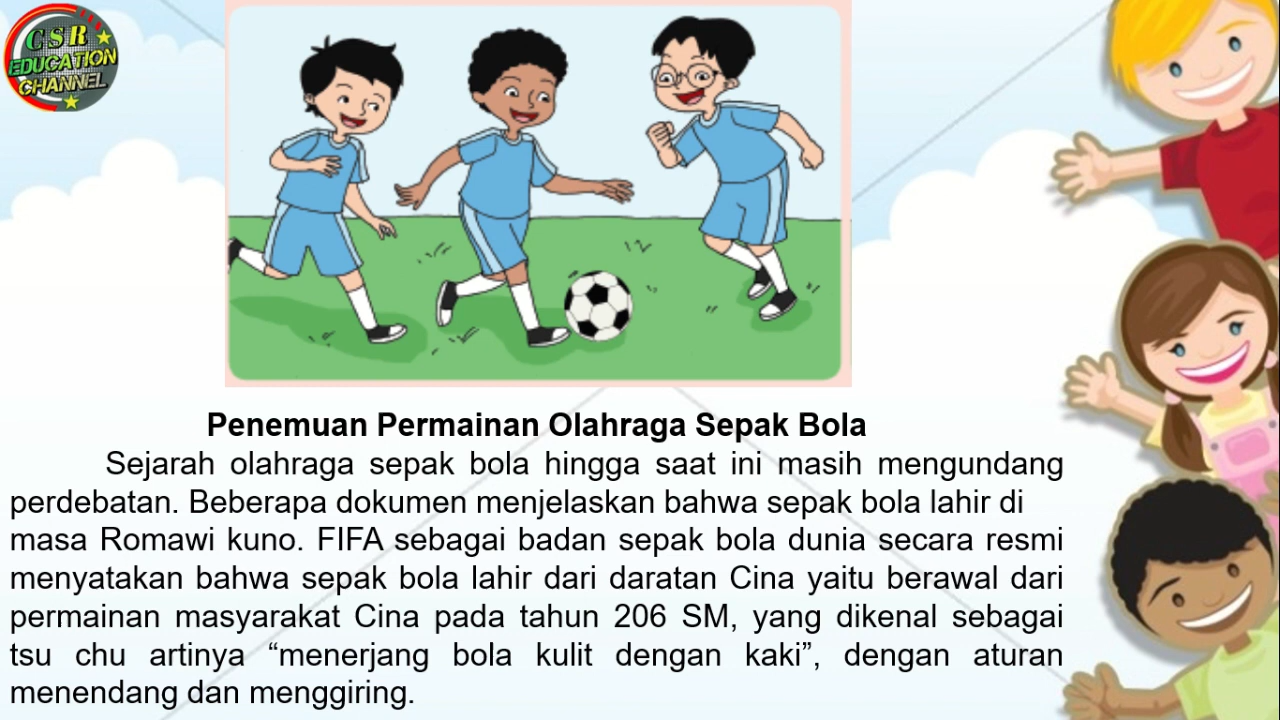 CSR
EDUCATION
CHANNEL
Penemuan Permainan Olahraga Sepak Bola
Sejarah olahraga sepak bola hingga saat ini masih mengundang
perdebatan. Beberapa dokumen menjelaskan bahwa sepak bola lahir di
masa Romawi kuno. FIFA sebagai badan sepak bola dunia secara resmi
menyatakan bahwa sepak bola lahir dari daratan Cina yaitu berawal dari
permainan masyarakat Cina pada tahun 206 SM, yang dikenal sebagai
tsu chu artinya “menerjang bola kulit dengan kaki”, dengan aturan
menendang dan menggiring.